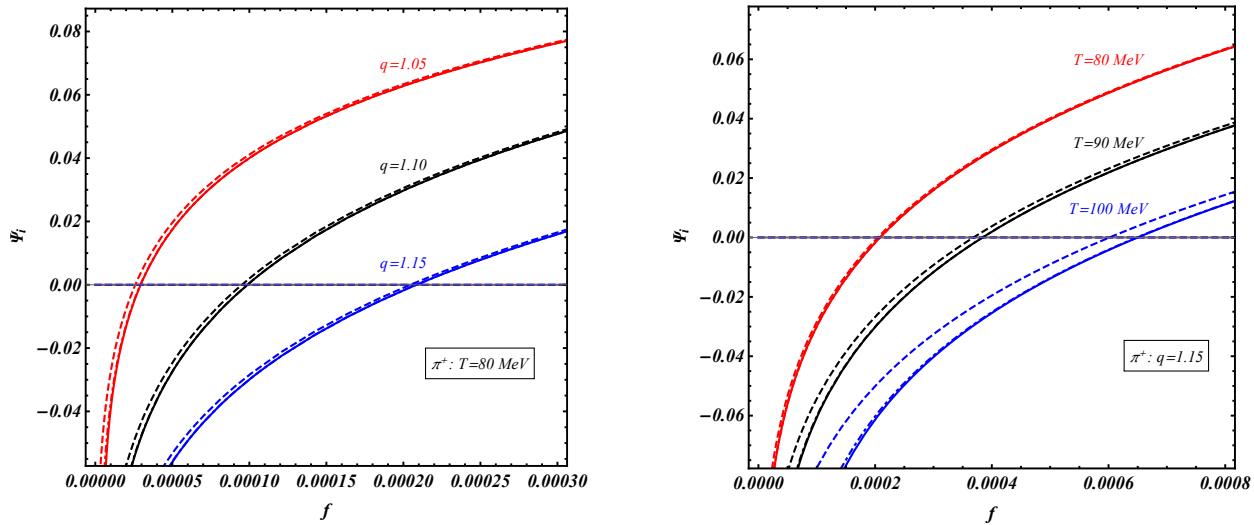 0.08
0.06
0.04
0.02
0.00
−0.02
−0.04
Ψi
q=1.05
q=1.10
q=1.15
π+: T=80 MeV
0.00000 0.00005 0.00010 0.00015 0.00020 0.00025 0.00030
f
0.06
0.04
0.02
0.00
−0.02
−0.04
−0.06
Ψi
T=80 MeV
T=90 MeV
T=100 MeV
π+: q=1.15
0.0000 0.0002 0.0004 0.0006 0.0008
f